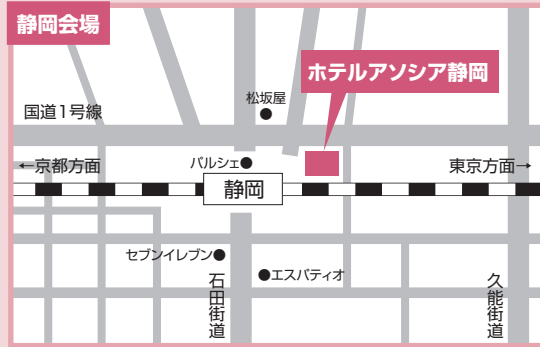 静岡会場
ホテルアソシア静岡
松坂屋
国道1号線
←京都方面
パルシェ
東京方面→
静岡
セブンイレブン
エスパティオ
石田街道
久能街道